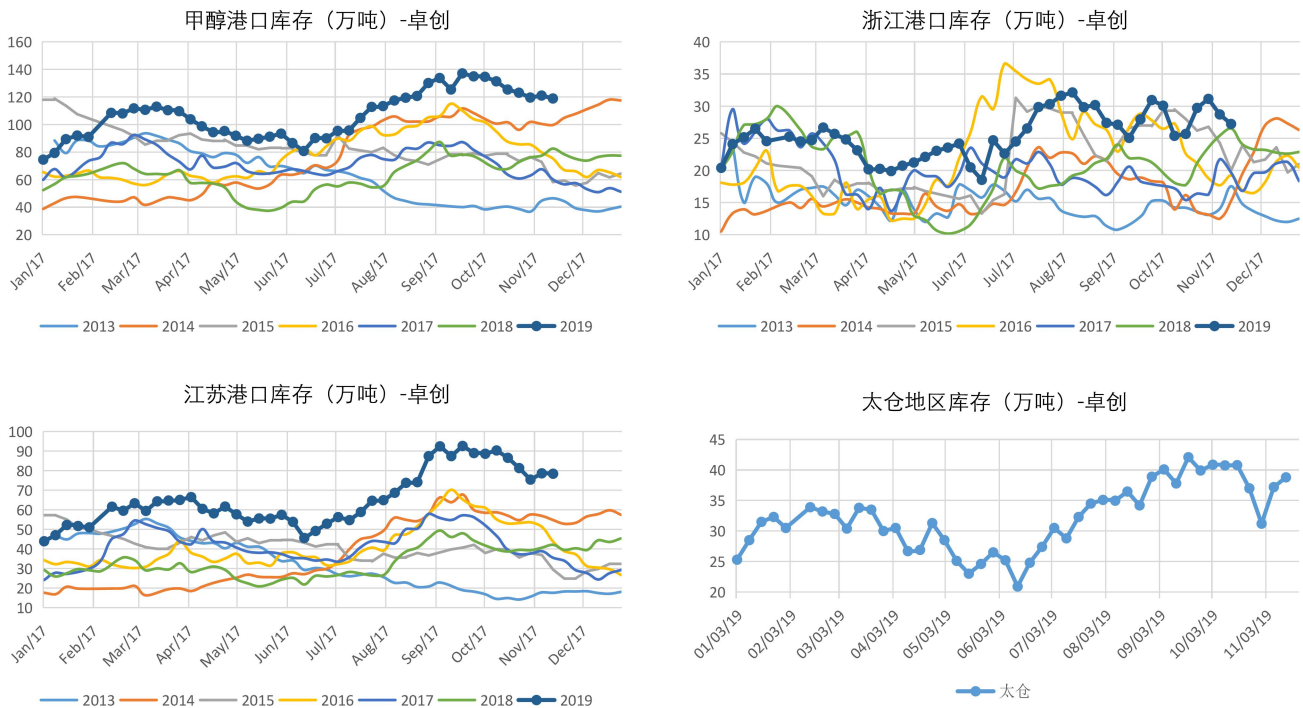 甲醇港口库存（万吨）-卓创
160
140
120
100
80
60
40
20
Jan/17 Feb/17 Mar/17 Apr/17 May/17 Jun/17 Jul/17 Aug/17 Sep/17 Oct/17 Nov/17 Dec/17
2013 2014 2015 2016 2017 2018 2019
浙江港口库存（万吨）-卓创
40
35
30
25
20
15
10
Jan/17 Feb/17 Mar/17 Apr/17 May/17 Jun/17 Jul/17 Aug/17 Sep/17 Oct/17 Nov/17 Dec/17
2013 2014 2015 2016 2017 2018 2019
江苏港口库存（万吨）-卓创
100
90
80
70
60
50
40
30
20
10
Jan/17 Feb/17 Mar/17 Apr/17 May/17 Jun/17 Jul/17 Aug/17 Sep/17 Oct/17 Nov/17 Dec/17
2013 2014 2015 2016 2017 2018 2019
太仓地区库存（万吨）-卓创
45
40
35
30
25
20
01/03/19 02/03/19 03/03/19 04/03/19 05/03/19 06/03/19 07/03/19 08/03/19 09/03/19 10/03/19 11/03/19
太仓